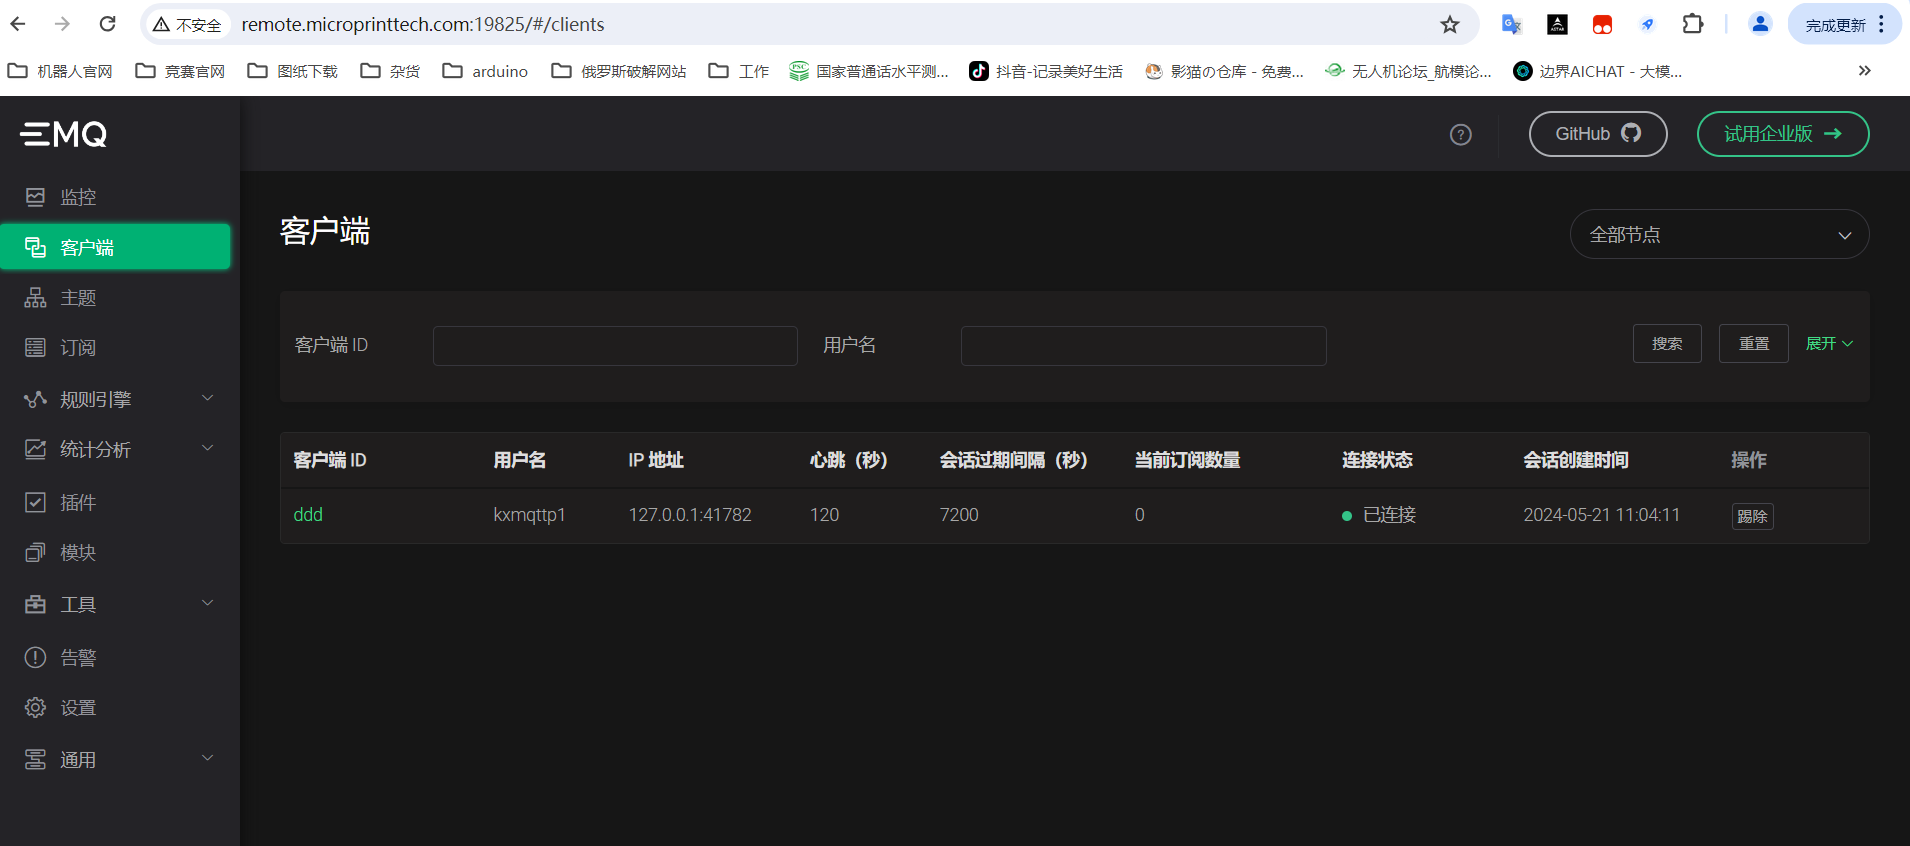 不安全
remote.microprinttech.com:19825/#/clients
完成更新
机器人官网
竞赛官网
图纸下载
杂货
arduino
俄罗斯破解网站
工作
国家普通话水平测...
抖音-记录美好生活
影猫の仓库 - 免费...
无人机论坛_航模论...
边界AICHAT - 大模...
EMQ
GitHub
试用企业版
监控
客户端
主题
订阅
规则引擎
统计分析
插件
模块
工具
告警
设置
通用
客户端
全部节点
客户端 ID
用户名
搜索
重置
展开
客户端 ID 用户名 IP 地址 心跳（秒） 会话过期间隔（秒） 当前订阅数量 连接状态 会话创建时间 操作
ddd kxmqttp1 127.0.0.1:41782 120 7200 0 已连接 2024-05-21 11:04:11 踢除